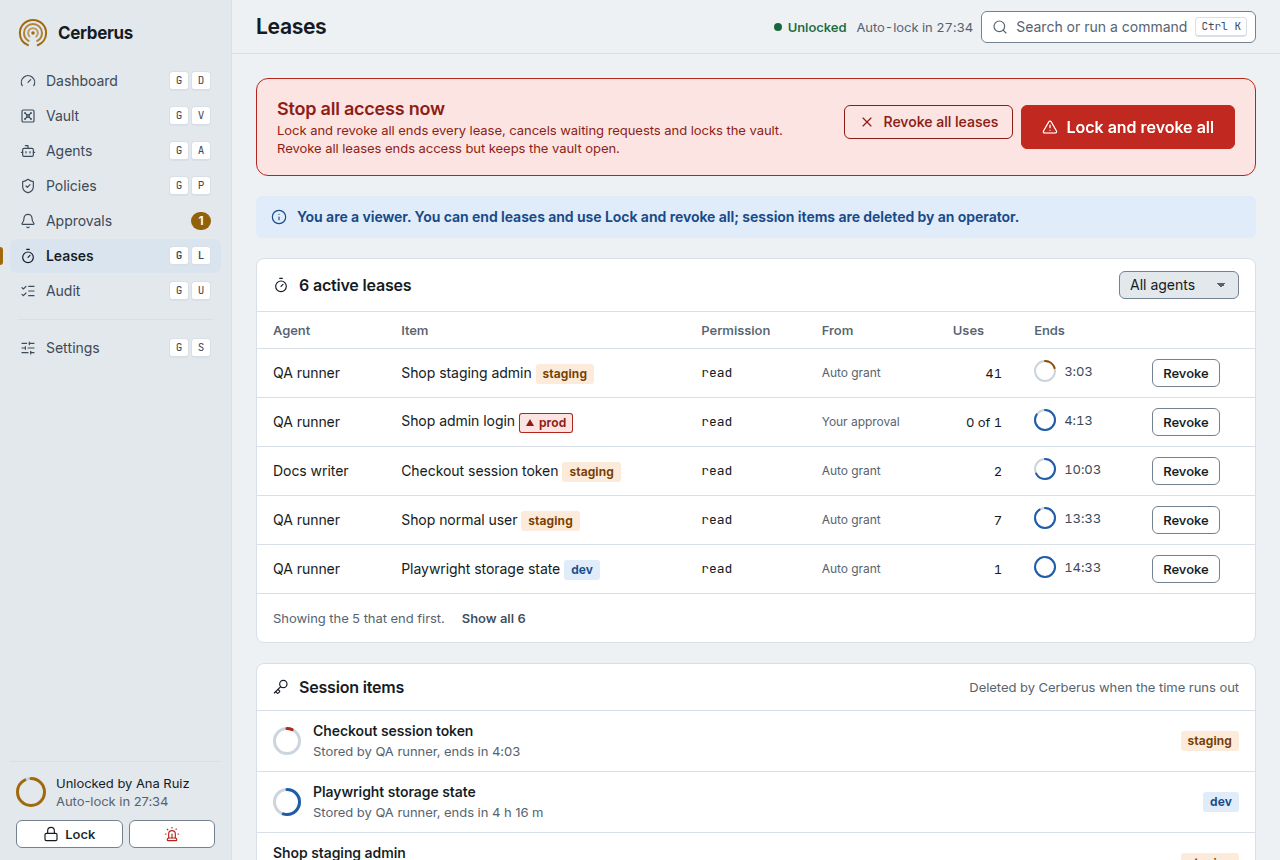 Cerberus
Dashboard G D
Vault G V
Agents G A
Policies G P
Approvals 1
Leases G L
Audit G U
Settings G S
Unlocked by Ana Ruiz
Auto-lock in 27:34
Lock
Leases
Unlocked Auto-lock in 27:34 Search or run a command Ctrl K
Stop all access now
Lock and revoke all ends every lease, cancels waiting requests and locks the vault.
Revoke all leases ends access but keeps the vault open.
Revoke all leases
Lock and revoke all
You are a viewer. You can end leases and use Lock and revoke all; session items are deleted by an operator.
6 active leases All agents
Agent Item Permission From Uses Ends
QA runner Shop staging admin staging read Auto grant 41 3:03 Revoke
QA runner Shop admin login prod read Your approval 0 of 1 4:13 Revoke
Docs writer Checkout session token staging read Auto grant 2 10:03 Revoke
QA runner Shop normal user staging read Auto grant 7 13:33 Revoke
QA runner Playwright storage state dev read Auto grant 1 14:33 Revoke
Showing the 5 that end first. Show all 6
Session items Deleted by Cerberus when the time runs out
Checkout session token
Stored by QA runner, ends in 4:03
staging
Playwright storage state
Stored by QA runner, ends in 4 h 16 m
dev
Shop staging admin